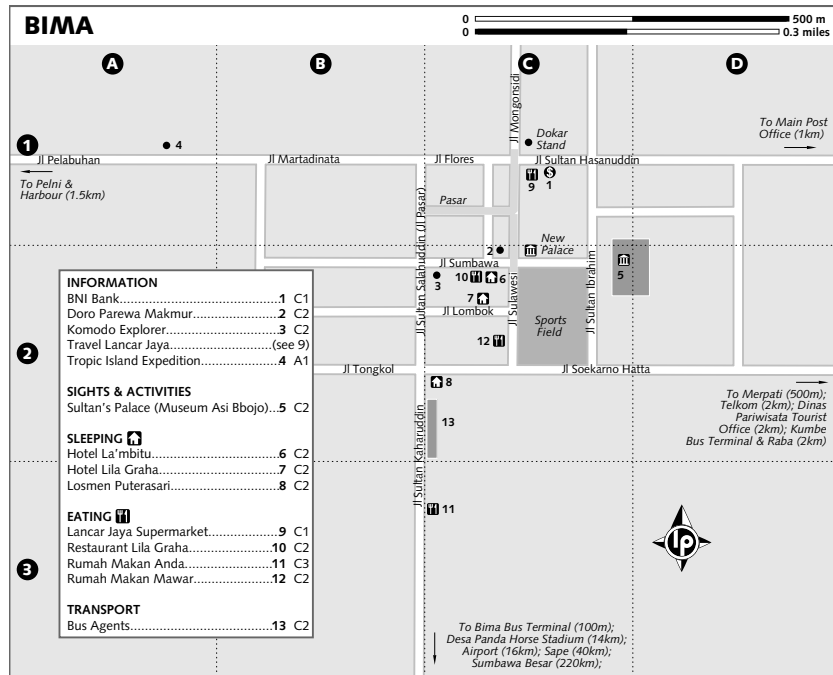 BIMA
0 500 m
0 0.3 miles
A B C D
1
2
3
Jl Mongonsidi
Dokar
Stand
To Main Post
Office (1km)
4
Jl Pelabuhan
Jl Martadinata
Jl Flores
Jl Sultan Hasanuddin
To Pelni &
Harbour (1.5km)
9
1
Pasar
Jl Sultan Salahuddin (Jl Pasar)
New
Palace
2
Jl Sumbawa
Jl Sultan Ibrahim
5
3
10
6
7
Jl Sulawesi
Jl Lombok
Sports
Field
12
Jl Tongkol
Jl Soekarno Hatta
8
To Merpati (500m);
Telkom (2km); Dinas
Pariwisata Tourist
Office (2km); Kumbe
Bus Terminal & Raba (2km)
13
Jl Sultan Kaharuddin
11
lp
To Bima Bus Terminal (100m);
Desa Panda Horse Stadium (14km);
Airport (16km); Sape (40km);
Sumbawa Besar (220km);
INFORMATION
BNI Bank 1 C1
Doro Parewa Makmur 2 C2
Komodo Explorer 3 C2
Travel Lancar Jaya (see 9)
Tropic Island Expedition 4 A1
SIGHTS & ACTIVITIES
Sultan's Palace (Museum Asi Bbojo) 5 C2
SLEEPING
Hotel La'mbitu 6 C2
Hotel Lila Graha 7 C2
Losmen Puterasari 8 C2
EATING
Lancar Jaya Supermarket 9 C1
Restaurant Lila Graha 10 C2
Rumah Makan Anda 11 C3
Rumah Makan Mawar 12 C2
TRANSPORT
Bus Agents 13 C2